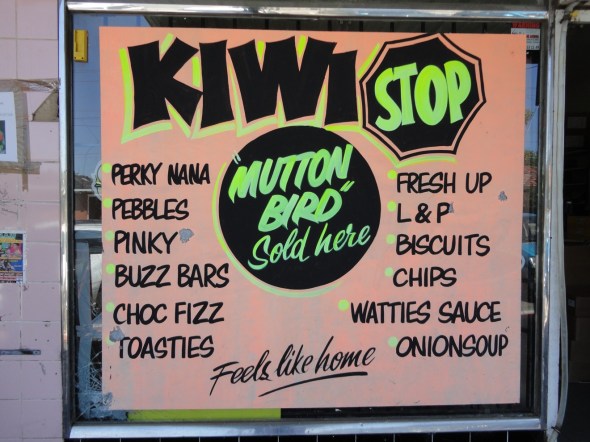 KIWI STOP
"MUTTON
BIRD"
Sold here
PERKY NANA
PEBBLES
PINKY
BUZZ BARS
CHOC FIZZ
TOASTIES
FRESH UP
L & P
BISCUITS
CHIPS
WATTIES SAUCE
ONIONSOUP
Feels like home